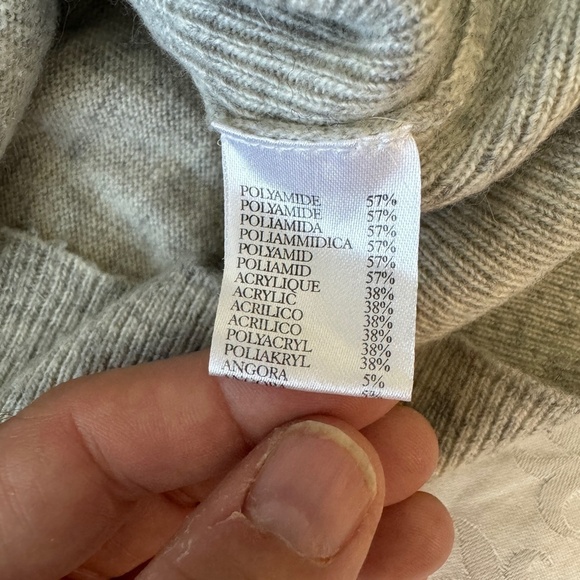 POLYAMIDE 57%
POLYAMIDE 57%
POLIAMIDA 57%
POLIAMMIDICA 57%
POLYAMID 57%
POLIAMID 57%
ACRYLIQUE 38%
ACRYLIC 38%
ACRILICO 38%
ACRILICO 38%
POLYACRYL 38%
POLIAKRYL 38%
ANGORA 5%
5%